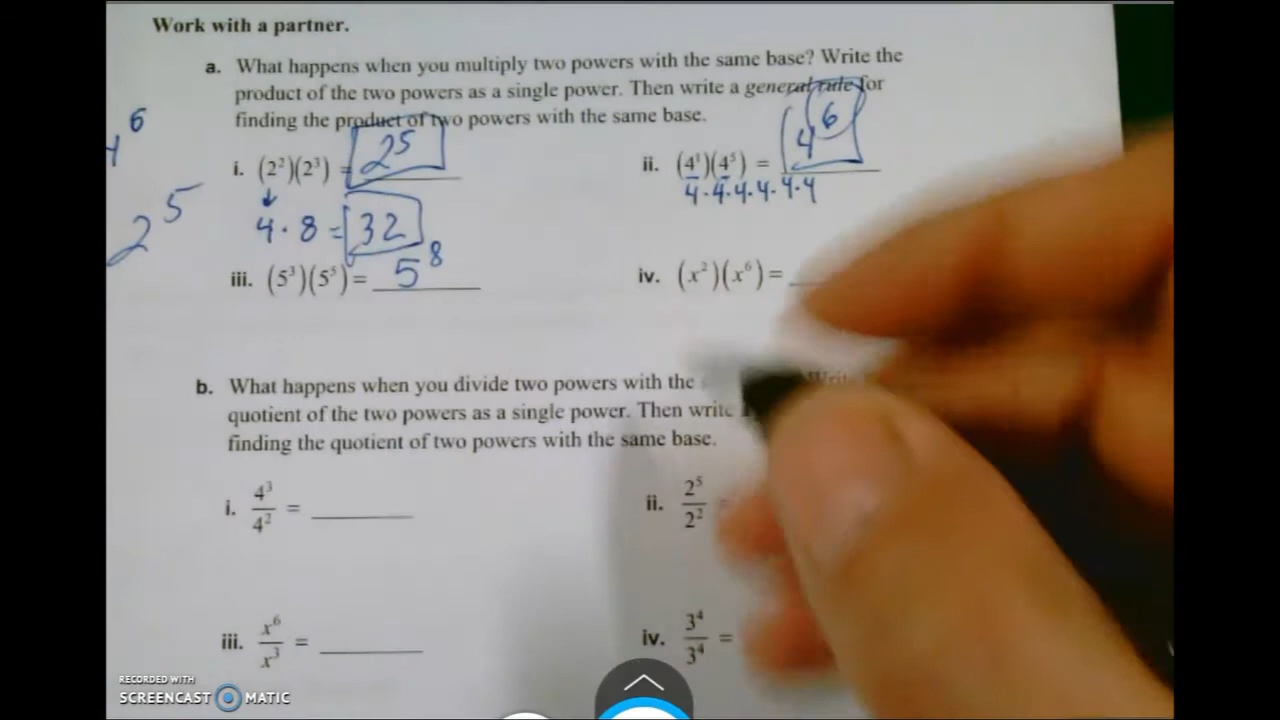 Work with a partner.
a. What happens when you multiply two powers with the same base? Write the
product of the two powers as a single power. Then write a general rule for
finding the product of two powers with the same base.
4⁶
i. (2²)(2³) = 2⁵
ii. (4¹)(4⁵) = 4⁶
4·4·4·4·4·4
2⁵
4 · 8 = 32
iii. (5³)(5⁵) = 5⁸
iv. (x²)(x⁶) =
b. What happens when you divide two powers with the
quotient of the two powers as a single power. Then write
finding the quotient of two powers with the same base.
i. 4³/4² =
ii. 2⁵/2²
iii. x⁶/x³ =
iv. 3⁴/3⁴ =
RECORDED WITH
SCREENCAST MATIC